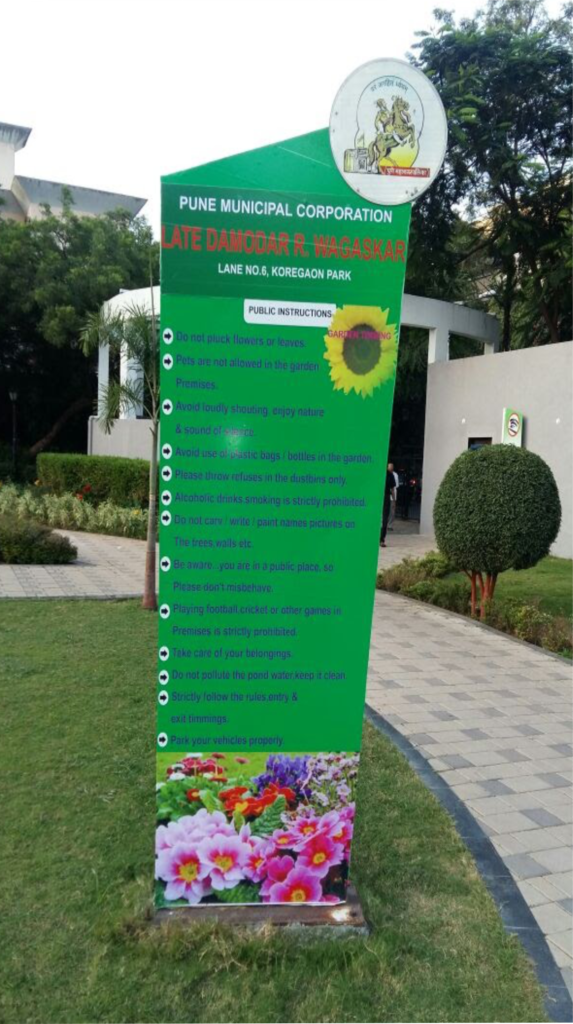 PUNE MUNICIPAL CORPORATION
LATE DAMODAR R. WAGASKAR
LANE NO.6, KOREGAON PARK
PUBLIC INSTRUCTIONS
Do not pluck flowers or leaves.
Pets are not allowed in the garden
Premises.
Avoid loudly shouting enjoy nature
& sound of silence.
Avoid use of plastic bags / bottles in the garden.
Please throw refuses in the dustbins only.
Alcoholic drinks smoking is strictly prohibited.
Do not carv / write / paint names pictures on
The trees walls etc.
Be aware.. you are in a public place, so
Please don't misbehave.
Playing football,cricket or other games in
Premises is strictly prohibited.
Take care of your belongings.
Do not pollute the pond water,keep it clean.
Strictly follow the rules,entry &
exit timmings.
Park your vehicles properly.